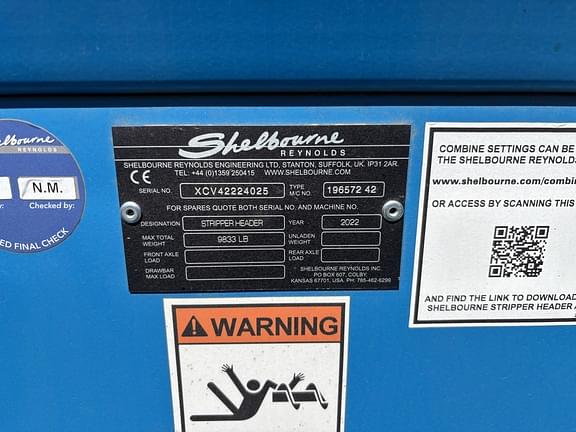 Shelbourne
REYNOLDS
N.M.
Checked by:
ED FINAL CHECK
Shelbourne
REYNOLDS
SHELBOURNE REYNOLDS ENGINEERING LTD, STANTON, SUFFOLK, UK. IP31 2AR.
CE TEL: +44 (0)1359 250415 WWW.SHELBOURNE.COM
SERIAL NO. XCV42224025 TYPE M/C NO. 196572 42
FOR SPARES QUOTE BOTH SERIAL NO. AND MACHINE NO.
DESIGNATION STRIPPER HEADER YEAR 2022
MAX TOTAL WEIGHT 9833 LB UNLADEN WEIGHT
FRONT AXLE LOAD REAR AXLE LOAD
DRAWBAR MAX LOAD
SHELBOURNE REYNOLDS INC.
PO BOX 607, COLBY
KANSAS 67701, USA. PH: 785-462-6299
WARNING
COMBINE SETTINGS CAN BE
THE SHELBOURNE REYNOLD
www.shelbourne.com/combin
OR ACCESS BY SCANNING THIS
AND FIND THE LINK TO DOWNLOAD
SHELBOURNE STRIPPER HEADER